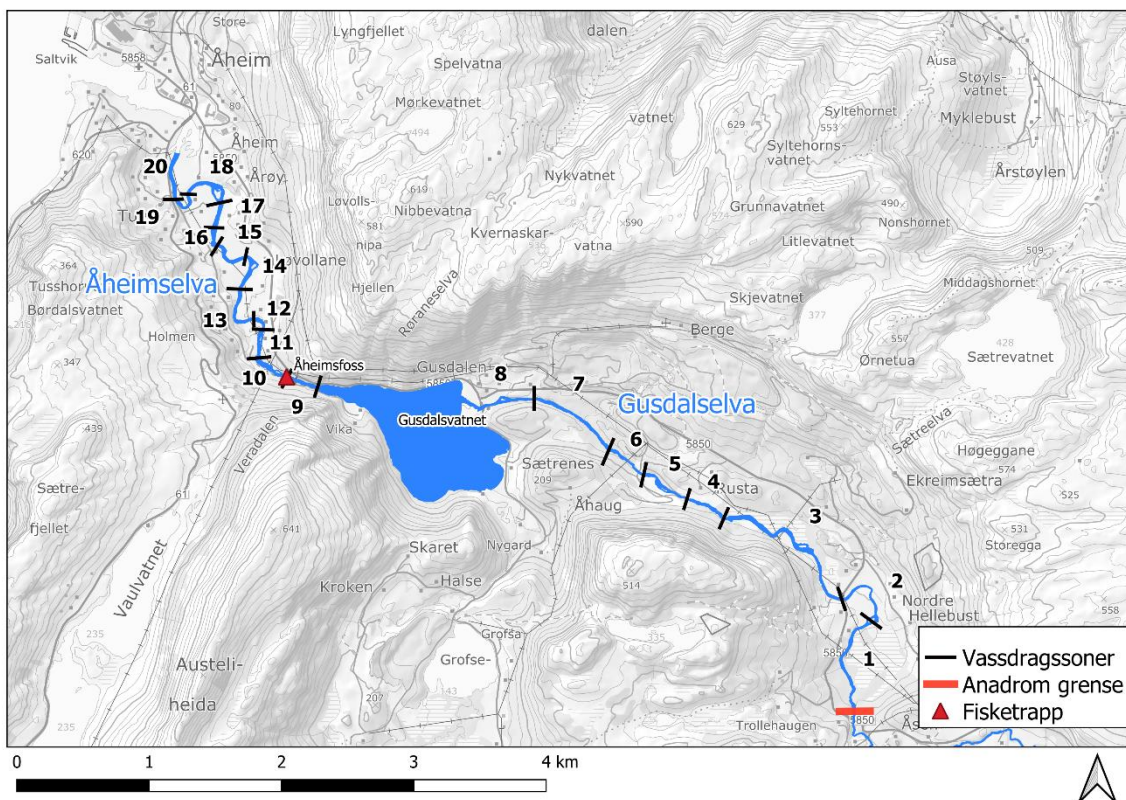 Store-
Lyngfjellet
dalen
Saltvik
5858
Åheim
Spelvatna
Ausa
Støyls-
vatnet
61
80
Mørkevatnet
494
vatnet
629
Syltehornet
553
Myklebust
620
20
5850
18
Åheim
Årøy
Syltehorns-
vatnet
Årstøylen
619
Løvolls-
581
nipa
Nibbevatna
Nykvatnet
Grunnavatnet
490
Nonshornet
19
17
16
15
Kvernaskar-
vatna
590
Litlevatnet
509
364
Tusshor
Åheimselva
14
Løvollane
Børdalsvatnet
Hjellen
Røraneselva
Middagshornet
Skjevatnet
377
13
12
Holmen
Berge
557
Ørnetua
428
Sætrevatnet
347
11
Åheimsfoss
Gusdalen
10
8
7
Gusdalselva
9
Gusdalsvatnet
Vika
439
Veradalen
6
5850
Sætreelva
Høgeggane
574
Sætrenes
5
209
4
Rusta
Ekreimsætra
525
Sætre-
fjellet
61
Åhaug
3
641
531
Storegga
Skaret
Nygard
Vaulvatnet
Kroken
Halse
514
2
Nordre
Hellebust
558
235
235
Grofsa-
335
Grofse-
343
5850
1
Austeli-
heida
207
Trollehaugen
5850
Vassdragssoner
Anadrom grense
Fisketrapp
0 1 2 3 4 km